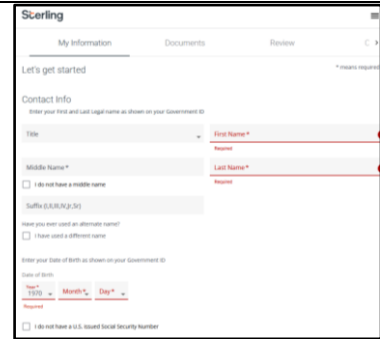 Sterling
My Information Documents Review C
Let's get started * means required
Contact Info
Enter your First and Last Legal name as shown on your Government ID
Title First Name *
Required
Middle Name * Last Name *
I do not have a middle name Required
Suffix (I,II,III,IV,Jr,Sr)
Have you ever used an alternate name?
I have used a different name
Enter your Date of Birth as shown on your Government ID
Date of Birth
Year *
1970 Month * Day *
Required
I do not have a U.S. issued Social Security Number